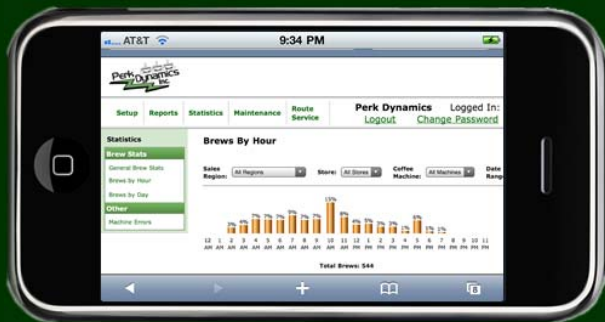 AT&T 9:34 PM
Perk Dynamics Inc.
Setup Reports Statistics Maintenance Route Service
Perk Dynamics Logged In:
Logout Change Password
Statistics
Brew Stats
General Brew Stats
Brews by Hour
Brews by Day
Other
Machine Errors
Brews By Hour
Sales Region: All Regions Store: All Stores Coffee Machine: All Machines Date
15%
12 1 2 3 4 5 6 7 8 9 10 11 12 1 2 3 4 5 6 7 8 9 10 11
AM AM AM AM AM AM AM AM AM AM AM AM PM PM PM PM PM PM PM PM PM PM PM PM
Total Brews: 544